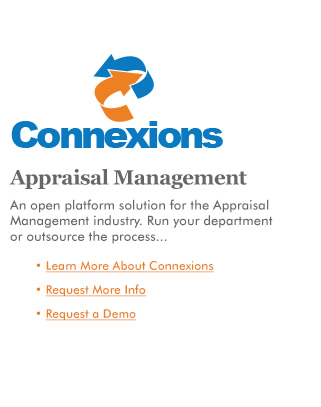 Connexions
Appraisal Management
An open platform solution for the Appraisal
Management industry. Run your department
or outsource the process...
• Learn More About Connexions
• Request More Info
• Request a Demo